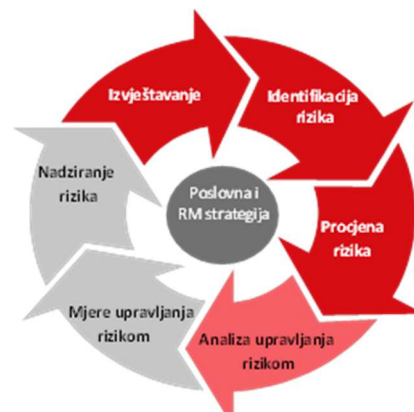 Izvještavanje
Identifikacija
rizika
Nadziranje
rizika
Poslovna i
RM strategija
Procjena
rizika
Mjere upravljanja
rizikom
Analiza upravljanja
rizikom